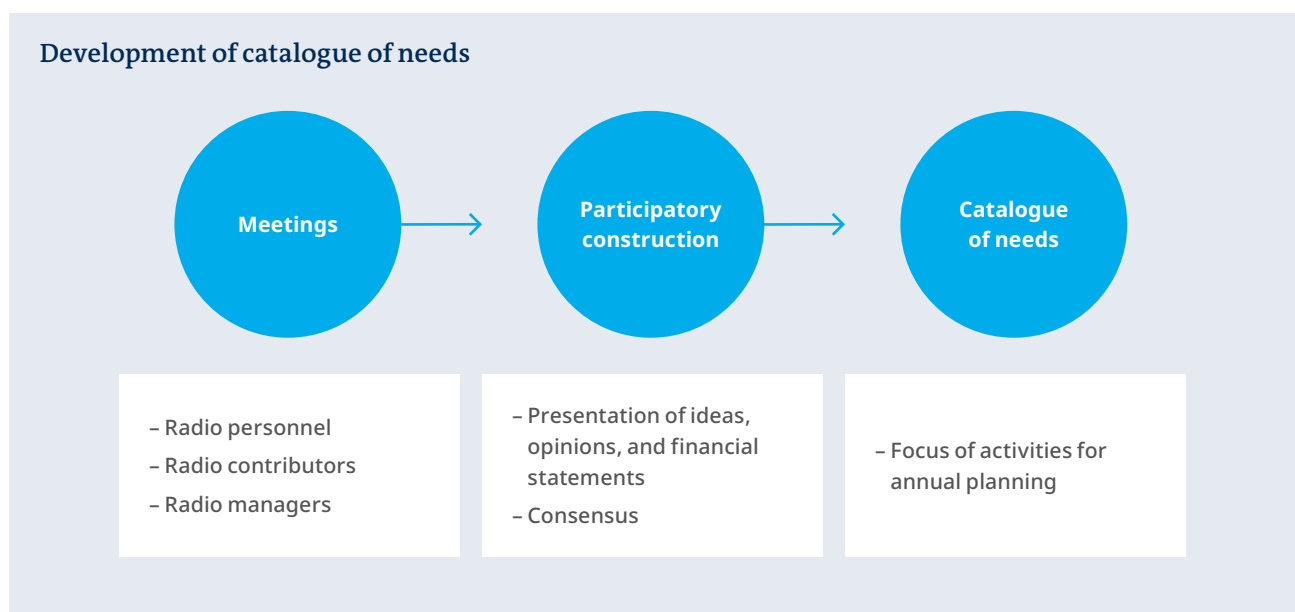 Development of catalogue of needs
Meetings
Participatory
construction
Catalogue
of needs
– Radio personnel
– Radio contributors
– Radio managers
– Presentation of ideas,
opinions, and financial
statements
– Consensus
– Focus of activities for
annual planning